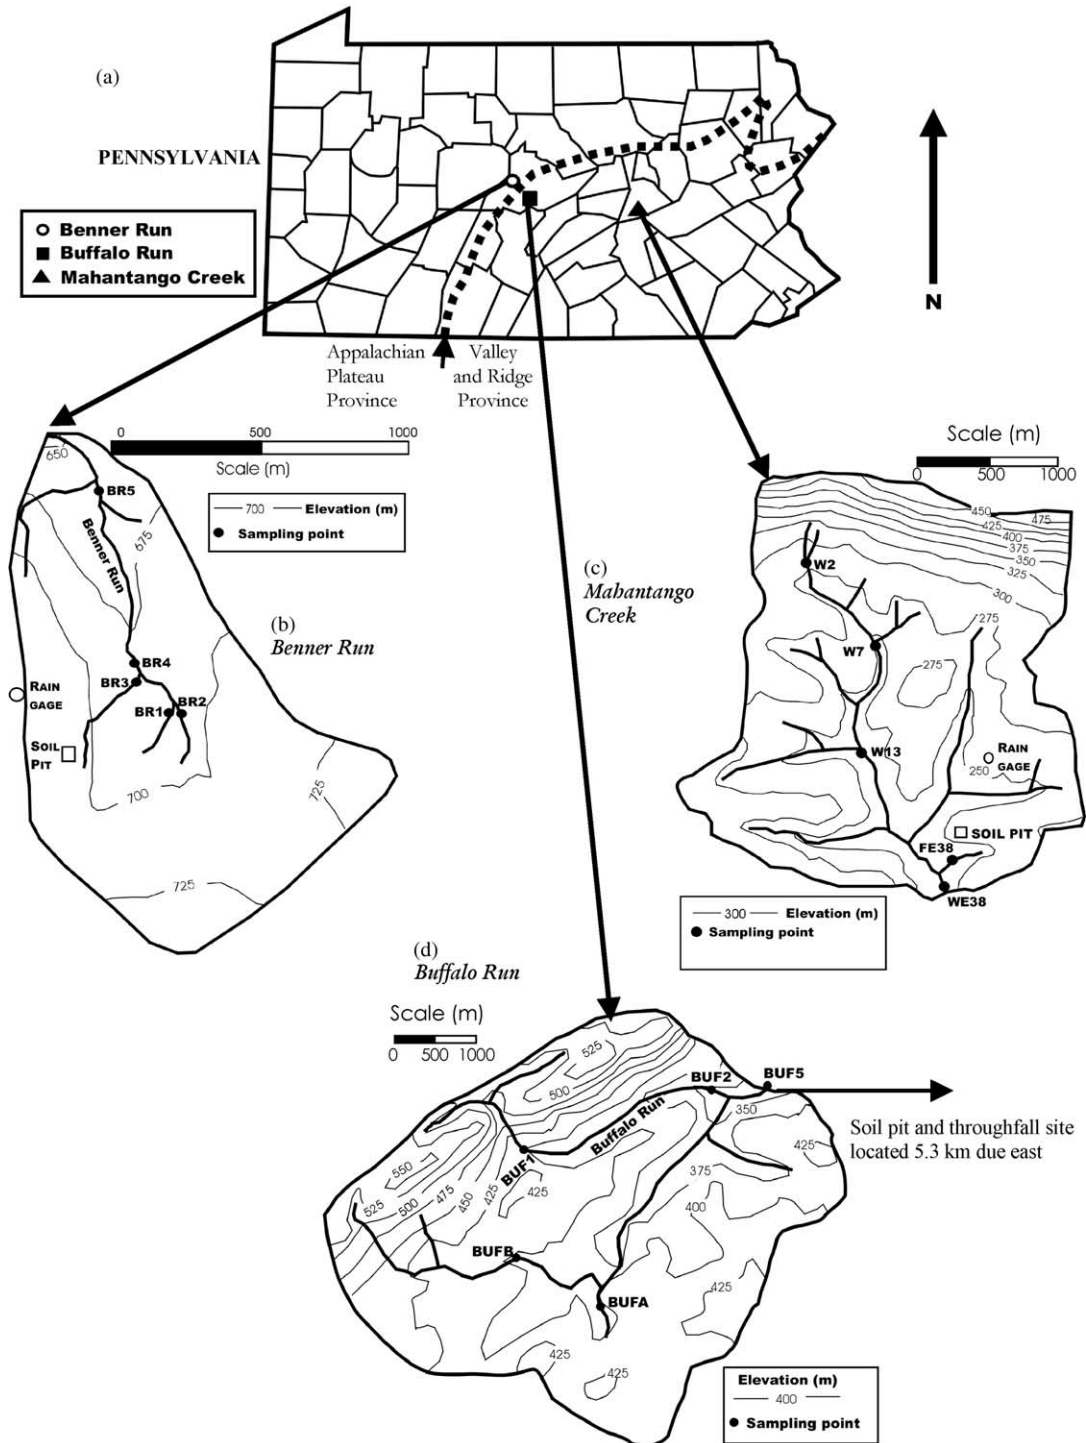 (a)
PENNSYLVANIA
Benner Run
Buffalo Run
Mahantango Creek
N
Appalachian
Plateau
Province
Valley
and Ridge
Province
0
500
1000
Scale (m)
700 Elevation (m)
Sampling point
(b)
Benner Run
650
BR5
Benner Run
675
BR4
BR3
BR1
BR2
RAIN
GAGE
SOIL
PIT
700
725
725
(c)
Mahantango
Creek
Scale (m)
0 500 1000
450
475
425
400
375
350
325
300
W2
275
W7
275
W13
RAIN
GAGE
250
SOIL PIT
FE38
WE38
300 Elevation (m)
Sampling point
(d)
Buffalo Run
Scale (m)
0 500 1000
525
500
BUF2
BUF5
350
Buffalo Run
BUF1
425
550
525
500
475
450
425
425
375
400
Soil pit and throughfall site
located 5.3 km due east
BUFB
BUFA
425
425
425
Elevation (m)
400
Sampling point